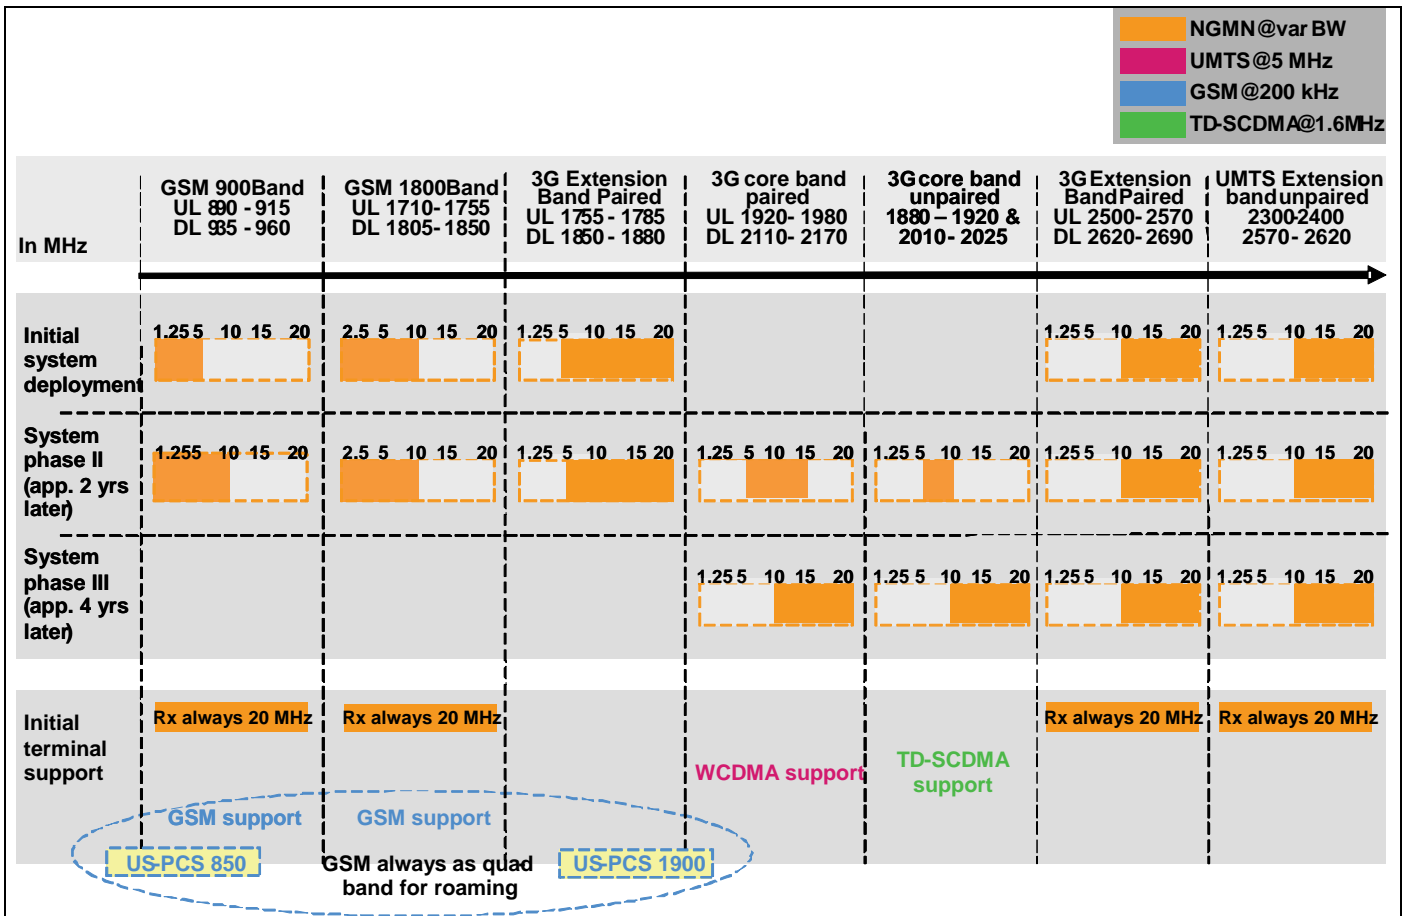 NGMN@var BW
UMTS@5 MHz
GSM@200 kHz
TD-SCDMA@1.6MHz
In MHz
GSM 900Band
UL 890 - 915
DL 935 - 960
GSM 1800Band
UL 1710- 1755
DL 1805- 1850
3G Extension
Band Paired
UL 1755 - 1785
DL 1850 - 1880
3G core band
paired
UL 1920- 1980
DL 2110- 2170
3G core band
unpaired
1880 – 1920 &
2010 - 2025
3G Extension
Band Paired
UL 2500- 2570
DL 2620- 2690
UMTS Extension
band unpaired
2300-2400
2570 - 2620
Initial
system
deployment
1.25 5 10 15 20
2.5 5 10 15 20
1.25 5 10 15 20
1.25 5 10 15 20
1.25 5 10 15 20
System
phase II
(app. 2 yrs
later)
1.25 5 10 15 20
2.5 5 10 15 20
1.25 5 10 15 20
1.25 5 10 15 20
1.25 5 10 15 20
1.25 5 10 15 20
1.25 5 10 15 20
System
phase III
(app. 4 yrs
later)
1.25 5 10 15 20
1.25 5 10 15 20
1.25 5 10 15 20
1.25 5 10 15 20
Initial
terminal
support
Rx always 20 MHz
Rx always 20 MHz
Rx always 20 MHz
Rx always 20 MHz
WCDMA support
TD-SCDMA
support
GSM support
GSM support
US-PCS 850
GSM always as quad
band for roaming
US-PCS 1900